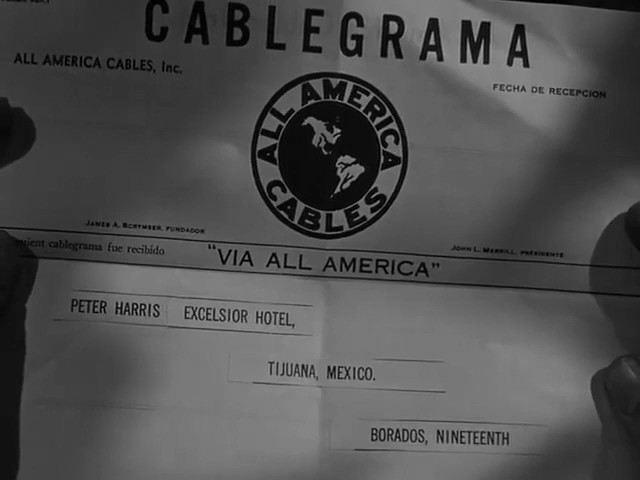 CABLEGRAMA
ALL AMERICA CABLES, Inc.
FECHA DE RECEPCION
ALL AMERICA CABLES
JAMES A. SCRYMSER, FUNDADOR
JOHN L. MERRILL, PRESIDENTE
cablegrama fue recibido "VIA ALL AMERICA"
PETER HARRIS EXCELSIOR HOTEL,
TIJUANA, MEXICO.
BORADOS, NINETEENTH